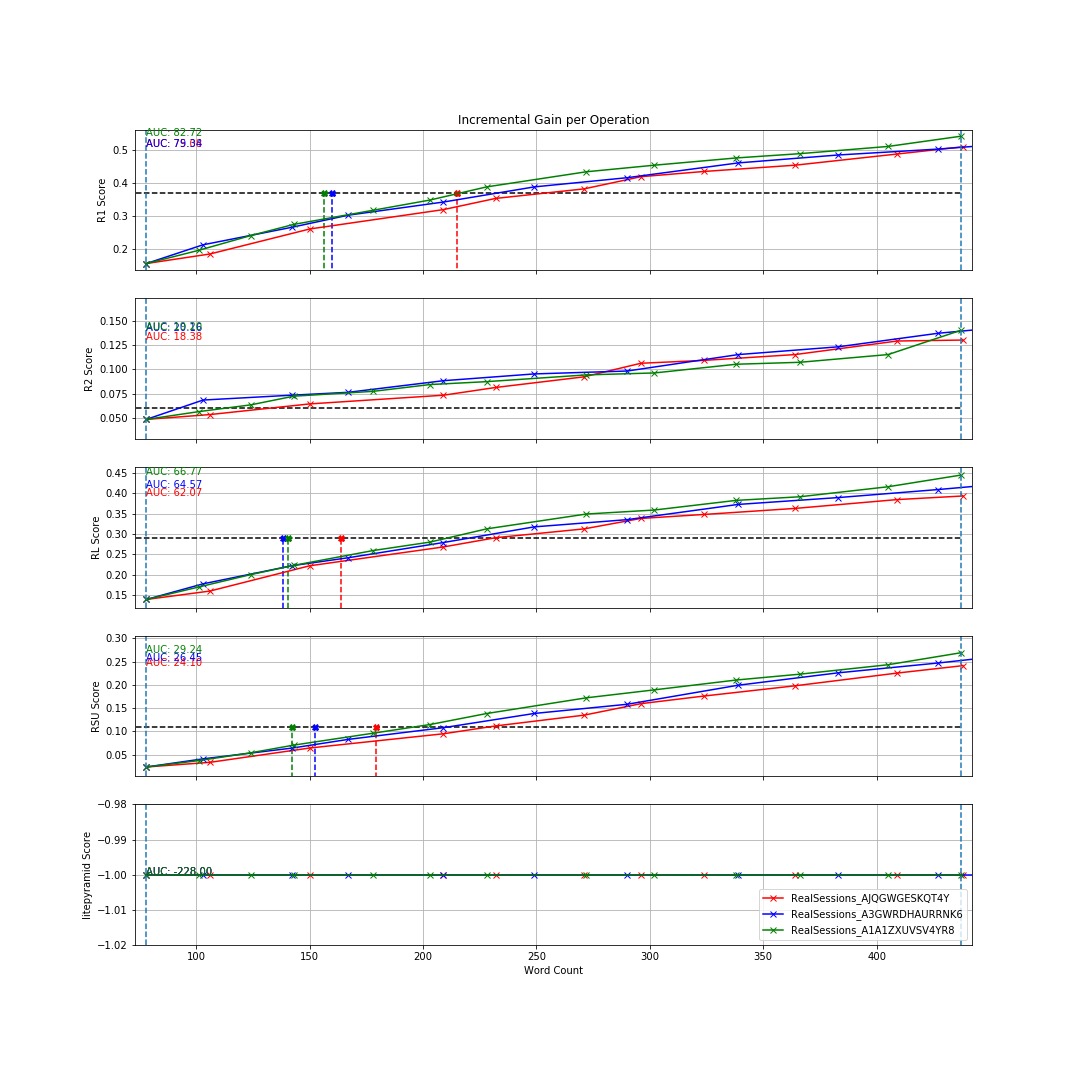 Incremental Gain per Operation
AUC: 82.72
0.5
0.4
0.3
0.2
R1 Score
0.150
0.125
0.100
0.075
0.050
R2 Score
AUC: 18.38
0.45
0.40
0.35
0.30
0.25
0.20
0.15
RL Score
AUC: 66.77
AUC: 64.57
AUC: 62.07
0.30
0.25
0.20
0.15
0.10
0.05
RSU Score
AUC: 29.24
AUC: 26.45
−0.98
−0.99
−1.00
−1.01
−1.02
litepyramid Score
AUC: -228.00
RealSessions_AJQGWGESKQT4Y
RealSessions_A3GWRDHAURRNK6
RealSessions_A1A1ZXUVSV4YR8
100 150 200 250 300 350 400
Word Count